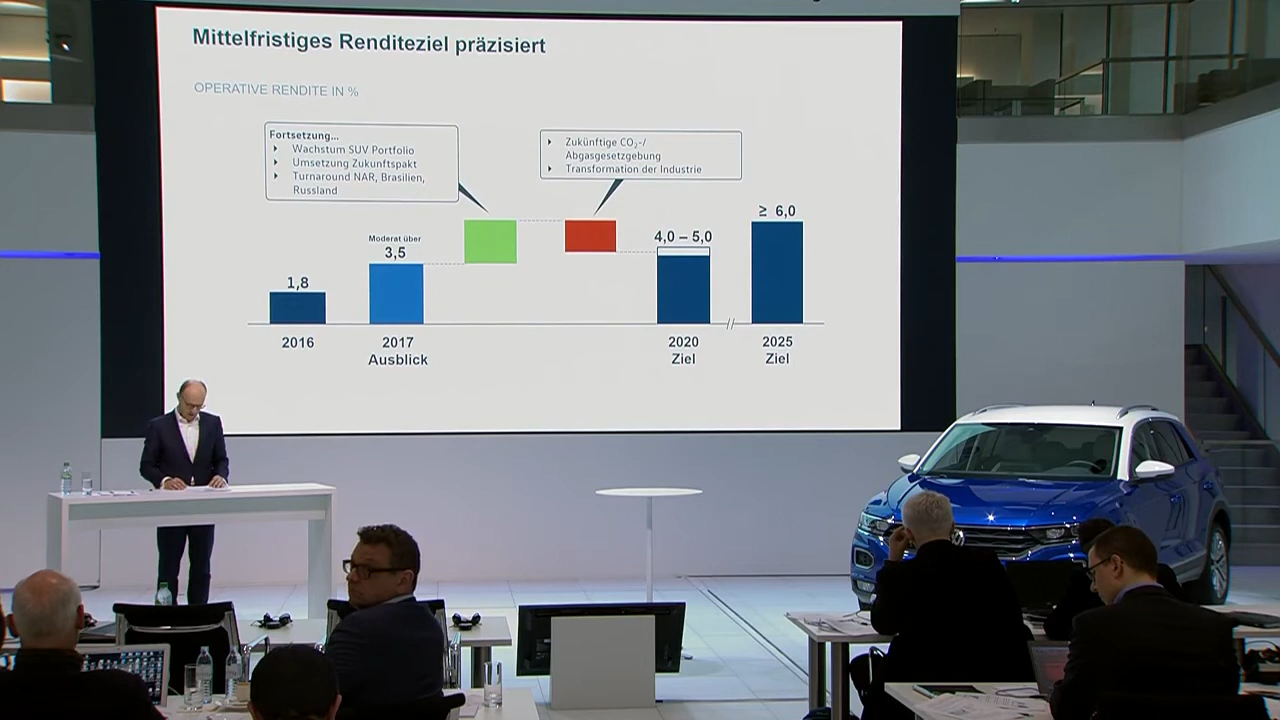 Mittelfristiges Renditeziel präzisiert
OPERATIVE RENDITE IN %
Fortsetzung...
Wachstum SUV Portfolio
Umsetzung Zukunftspakt
Turnaround NAR, Brasilien,
Russland
Zukünftige CO₂-/
Abgasgesetzgebung
Transformation der Industrie
1,8
Moderat über
3,5
4,0 – 5,0
≥ 6,0
2016
2017
Ausblick
2020
Ziel
2025
Ziel